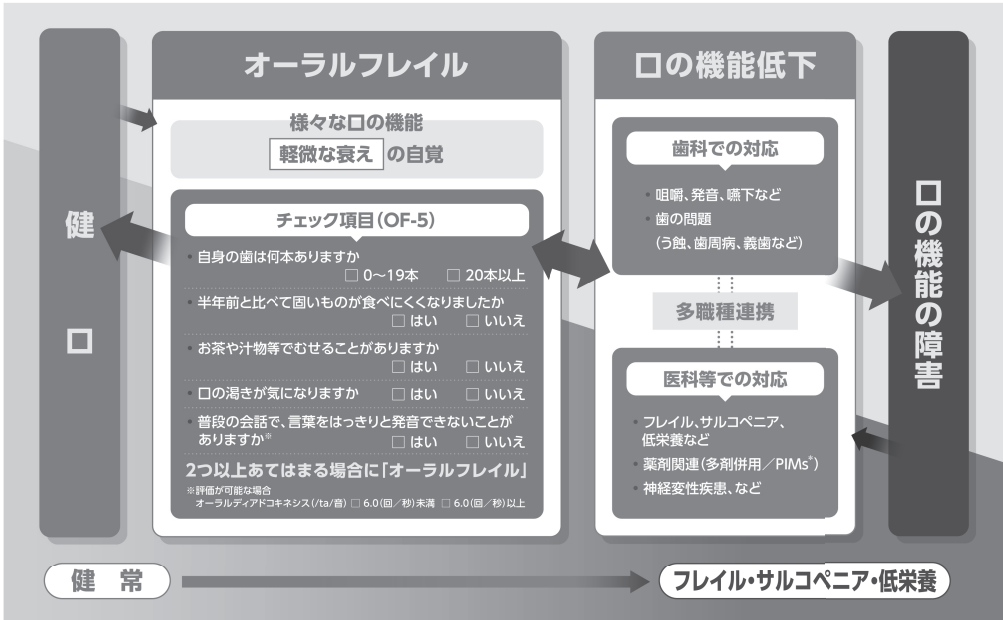 健口
オーラルフレイル
様々な口の機能
軽微な衰え の自覚
チェック項目（OF-5）
・自身の歯は何本ありますか
□ 0〜19本 □ 20本以上
・半年前と比べて固いものが食べにくくなりましたか
□ はい □ いいえ
・お茶や汁物等でむせることがありますか
□ はい □ いいえ
・口の渇きが気になりますか □ はい □ いいえ
・普段の会話で、言葉をはっきりと発音できないことが
ありますか※ □ はい □ いいえ
2つ以上あてはまる場合に「オーラルフレイル」
※評価が可能な場合
オーラルディアドコキネシス（/ta/音） □ 6.0（回／秒）未満 □ 6.0（回／秒）以上
口の機能低下
歯科での対応
・咀嚼、発音、嚥下など
・歯の問題
（う蝕、歯周病、義歯など）
多職種連携
医科等での対応
・フレイル、サルコペニア、
低栄養など
・薬剤関連（多剤併用／PIMs*）
・神経変性疾患、など
口の機能の障害
健常
フレイル・サルコペニア・低栄養